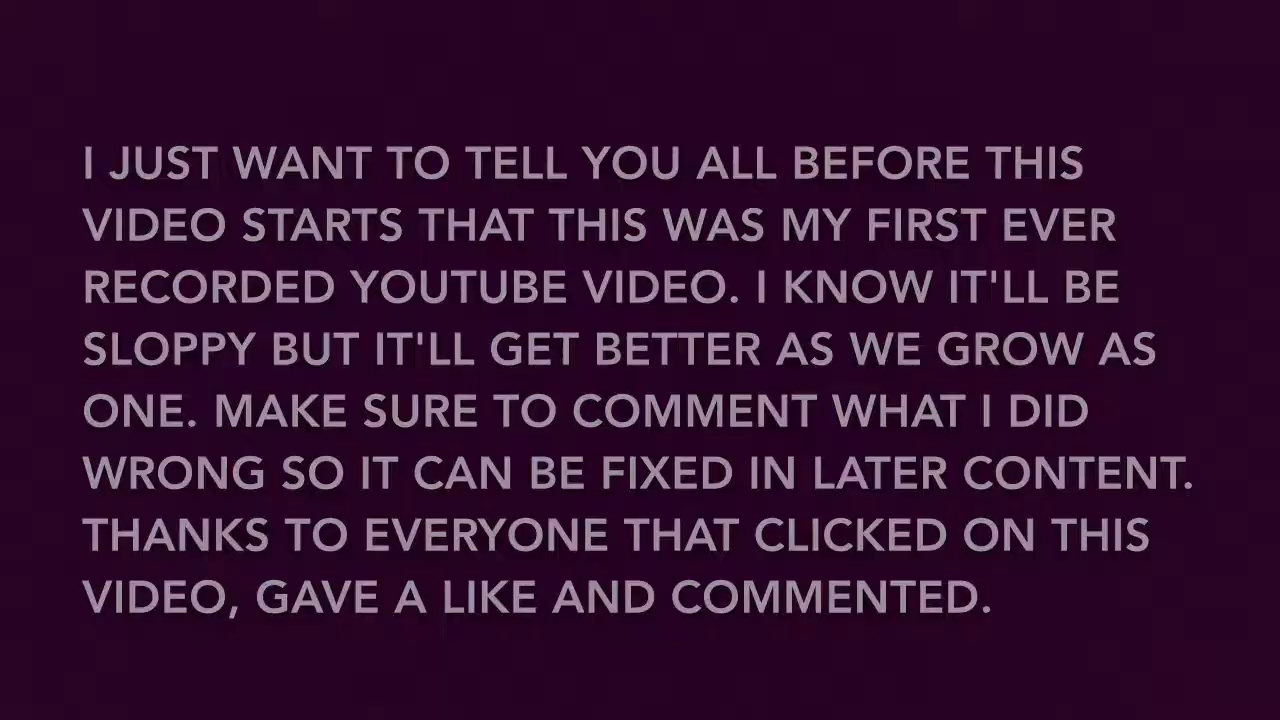 I JUST WANT TO TELL YOU ALL BEFORE THIS
VIDEO STARTS THAT THIS WAS MY FIRST EVER
RECORDED YOUTUBE VIDEO. I KNOW IT'LL BE
SLOPPY BUT IT'LL GET BETTER AS WE GROW AS
ONE. MAKE SURE TO COMMENT WHAT I DID
WRONG SO IT CAN BE FIXED IN LATER CONTENT.
THANKS TO EVERYONE THAT CLICKED ON THIS
VIDEO, GAVE A LIKE AND COMMENTED.